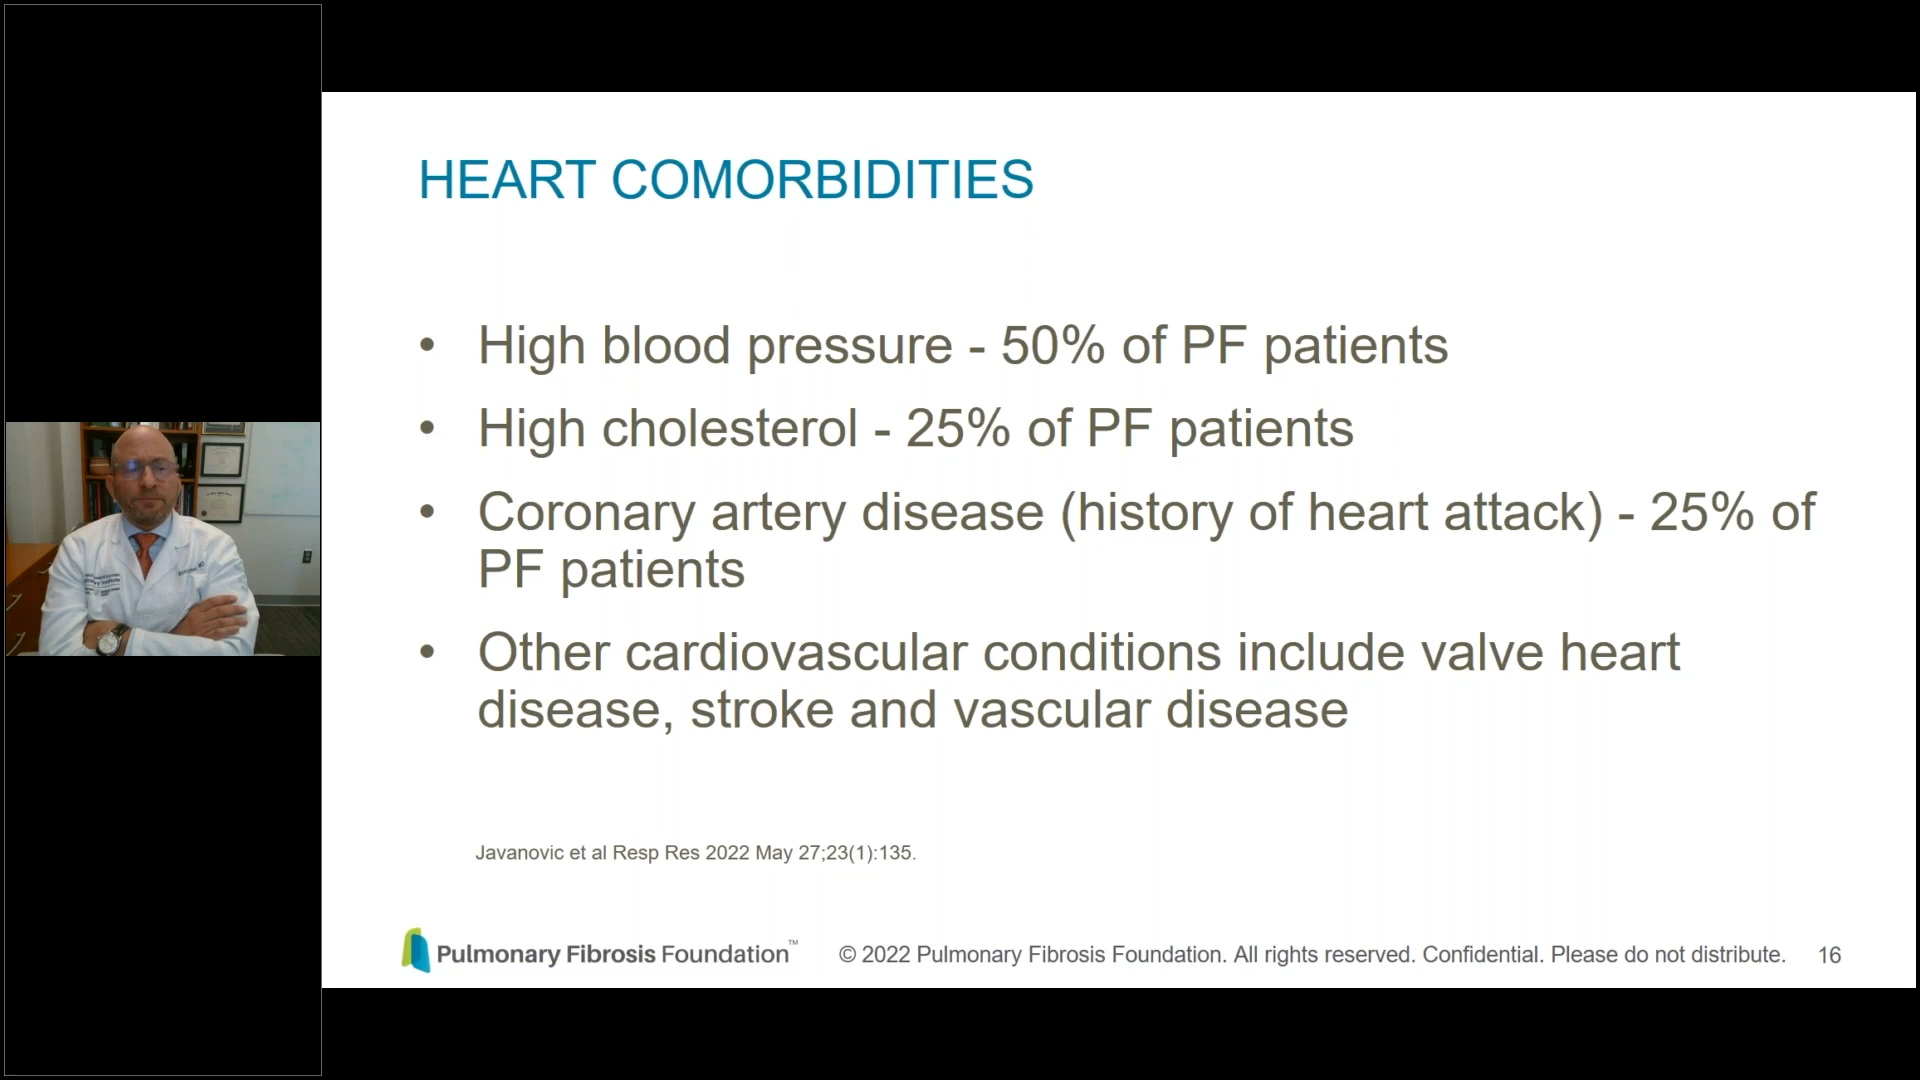 HEART COMORBIDITIES
• High blood pressure - 50% of PF patients
• High cholesterol - 25% of PF patients
• Coronary artery disease (history of heart attack) - 25% of
PF patients
• Other cardiovascular conditions include valve heart
disease, stroke and vascular disease
Javanovic et al Resp Res 2022 May 27;23(1):135.
Pulmonary Fibrosis Foundation™ © 2022 Pulmonary Fibrosis Foundation. All rights reserved. Confidential. Please do not distribute. 16